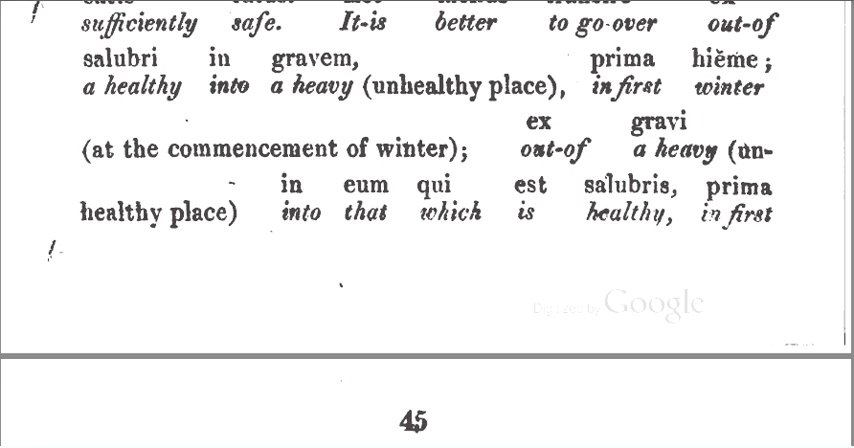 sufficiently safe. It-is better to go-over out-of
salubri in gravem, prima hiĕme ;
a healthy into a heavy (unhealthy place), in first winter
ex gravi
(at the commencement of winter); out-of a heavy (un-
in eum qui est salubris, prima
healthy place) into that which is healthy, in first
Digitized by Google
45